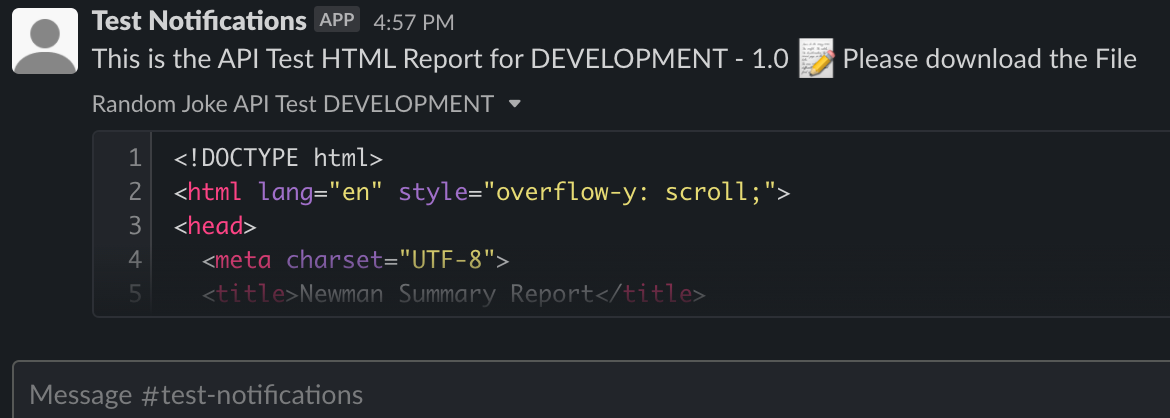 Test Notifications APP 4:57 PM
This is the API Test HTML Report for DEVELOPMENT - 1.0 📝 Please download the File
Random Joke API Test DEVELOPMENT
1 <!DOCTYPE html>
2 <html lang="en" style="overflow-y: scroll;">
3 <head>
4 <meta charset="UTF-8">
5 <title>Newman Summary Report</title>
Message #test-notifications